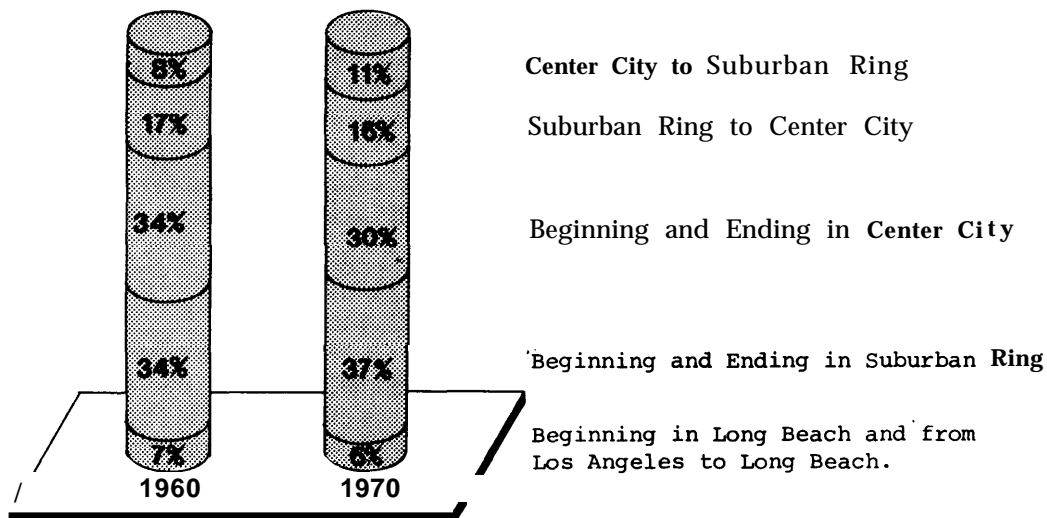 8%
11%
Center City to Suburban Ring
17%
16%
Suburban Ring to Center City
34%
30%
Beginning and Ending in Center City
34%
37%
Beginning and Ending in Suburban Ring
7%
6%
Beginning in Long Beach and from
Los Angeles to Long Beach.
1960
1970